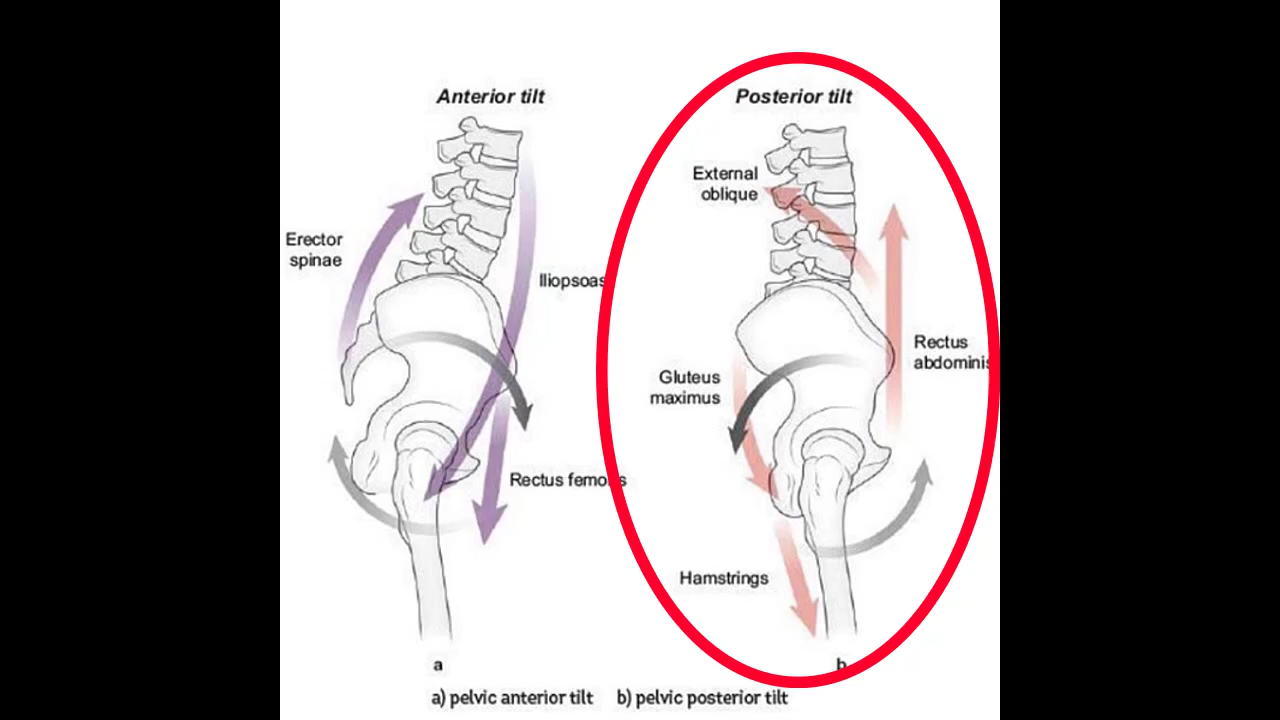 Anterior tilt
Erector
spinae
Iliopsoas
Rectus femoris
a
Posterior tilt
External
oblique
Rectus
abdominis
Gluteus
maximus
Hamstrings
b
a) pelvic anterior tilt b) pelvic posterior tilt